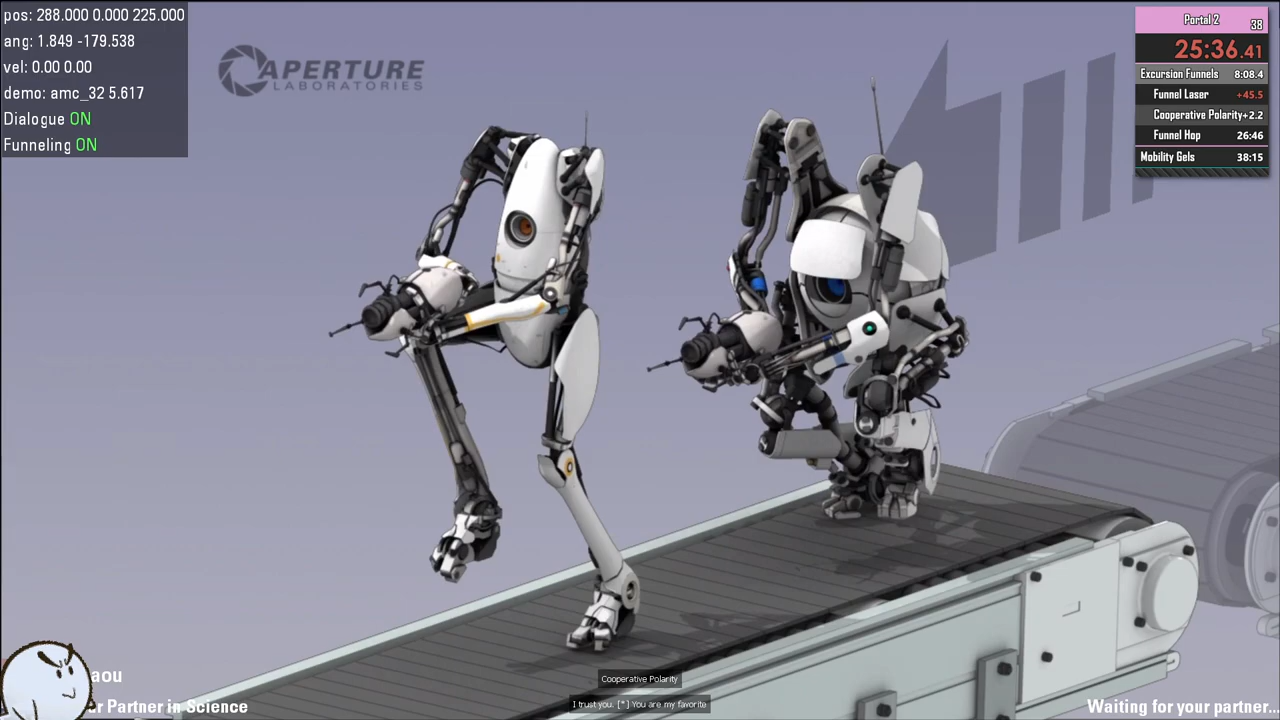 pos: 288.000 0.000 225.000
ang: 1.849 -179.538
vel: 0.00 0.00
demo: amc_32 5.617
Dialogue ON
Funneling ON
APERTURE
LABORATORIES
Portal 2
38
25:36.41
Excursion Funnels 8:08.4
Funnel Laser +45.5
Cooperative Polarity+2.2
Funnel Hop 26:46
Mobility Gels 38:15
Cooperative Polarity
I trust you. [*] You are my favorite
aou
r Partner in Science
Waiting for your partner...